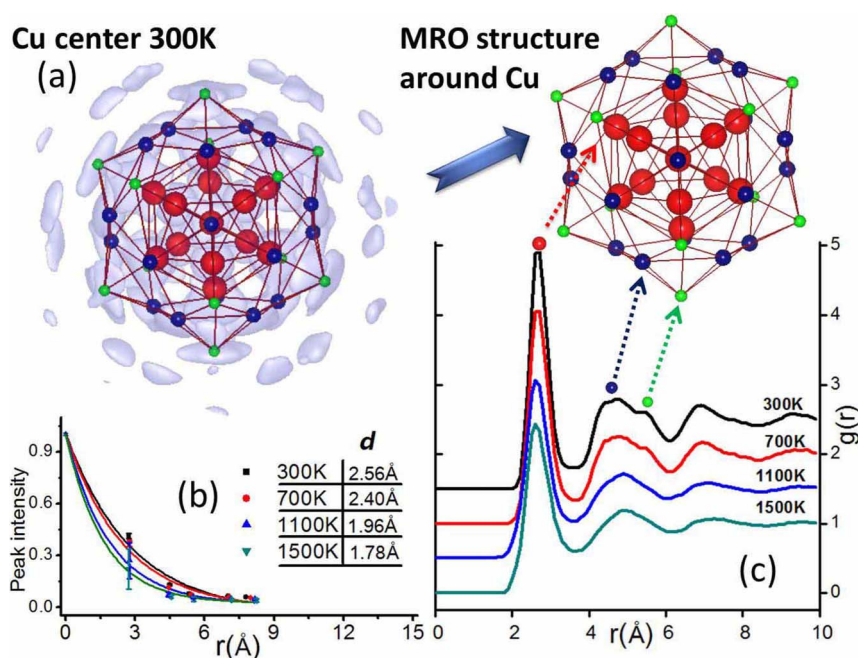 Cu center 300K
(a)
MRO structure
around Cu
(b)
d
300K 2.56Å
700K 2.40Å
1100K 1.96Å
1500K 1.78Å
Peak intensity
0.9
0.6
0.3
0.0
0 3 6 9 12 15
r(Å)
(c)
300K
700K
1100K
1500K
5
4
3
2
1
0
g(r)
0 2 4 6 8 10
r(Å)